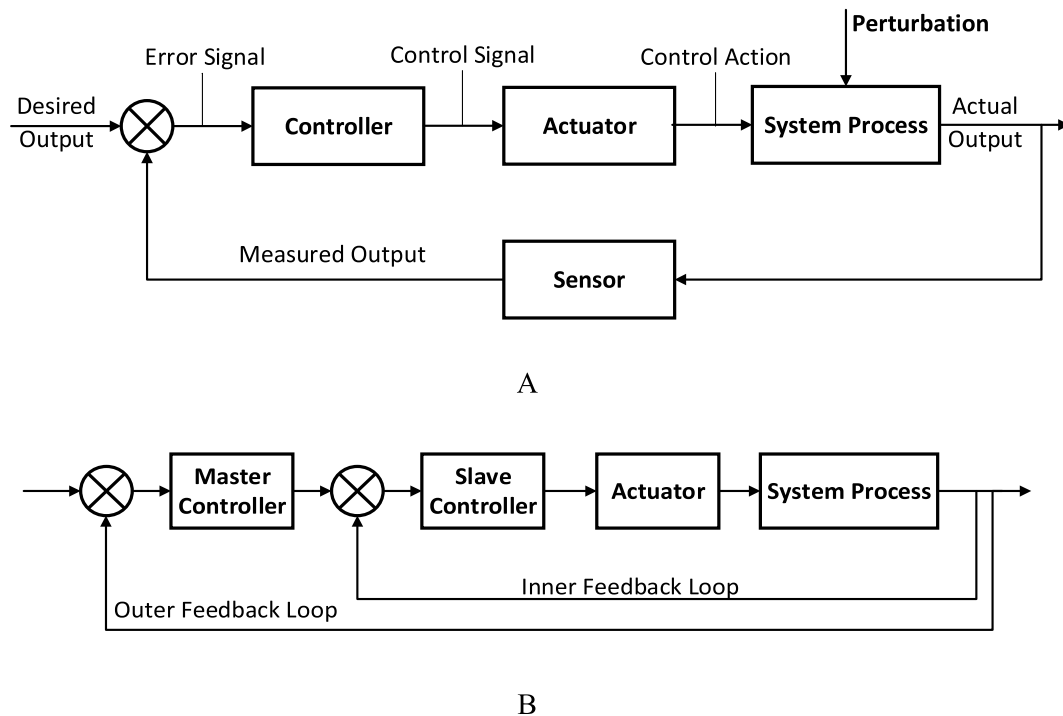 Perturbation
Error Signal
Control Signal
Control Action
Desired
Output
Controller
Actuator
System Process
Actual
Output
Measured Output
Sensor
A
Master
Controller
Slave
Controller
Actuator
System Process
Inner Feedback Loop
Outer Feedback Loop
B